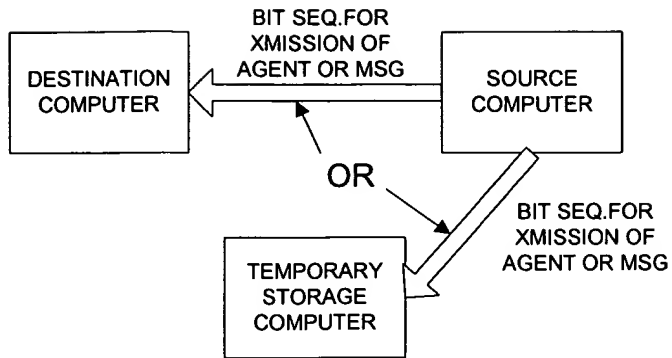 BIT SEQ.FOR
XMISSION OF
AGENT OR MSG
DESTINATION
COMPUTER
SOURCE
COMPUTER
OR
BIT SEQ.FOR
XMISSION OF
AGENT OR MSG
TEMPORARY
STORAGE
COMPUTER